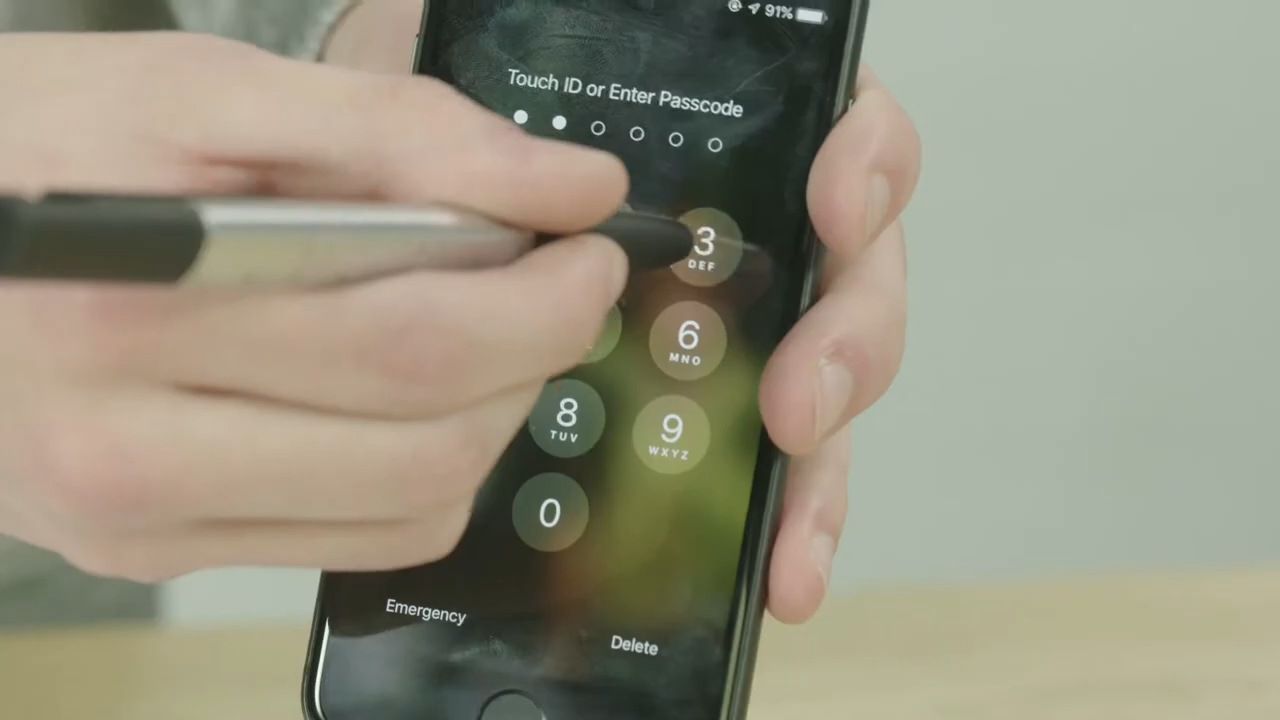 91%
Touch ID or Enter Passcode
3
DEF
6
MNO
8
TUV
9
WXYZ
0
Emergency
Delete